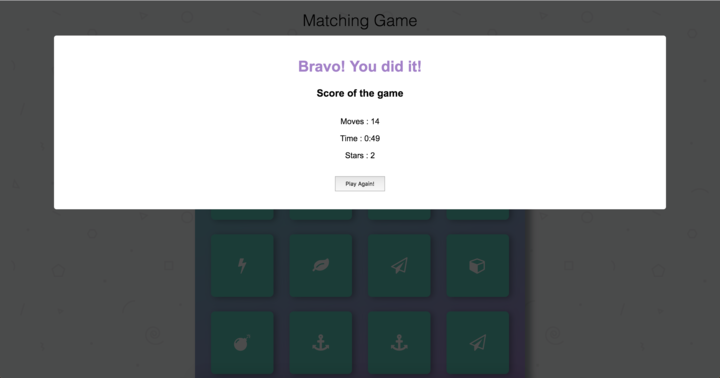 Matching Game
Bravo! You did it!
Score of the game
Moves : 14
Time : 0:49
Stars : 2
Play Again!